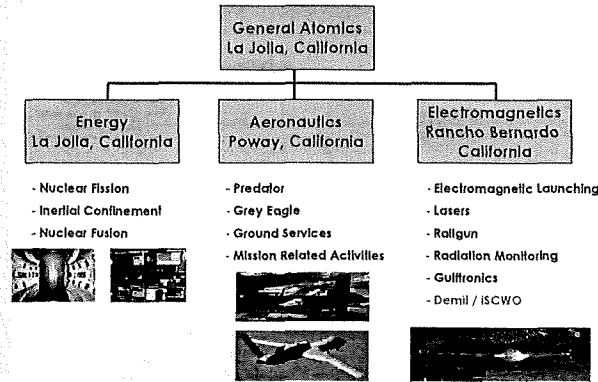 General Atomics
La Jolla, California
Energy
La Jolla, California
- Nuclear Fission
- Inertial Confinement
- Nuclear Fusion
Aeronautics
Poway, California
- Predator
- Grey Eagle
- Ground Services
- Mission Related Activities
Electromagnetics
Rancho Bernardo
California
- Electromagnetic Launching
- Lasers
- Railgun
- Radiation Monitoring
- Gulftronics
- Demil / iSCWO